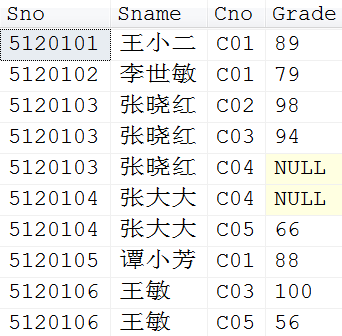 Sno Sname Cno Grade
5120101 王小二 C01 89
5120102 李世敏 C01 79
5120103 张晓红 C02 98
5120103 张晓红 C03 94
5120103 张晓红 C04 NULL
5120104 张大大 C04 NULL
5120104 张大大 C05 66
5120105 谭小芳 C01 88
5120106 王敏 C03 100
5120106 王敏 C05 56